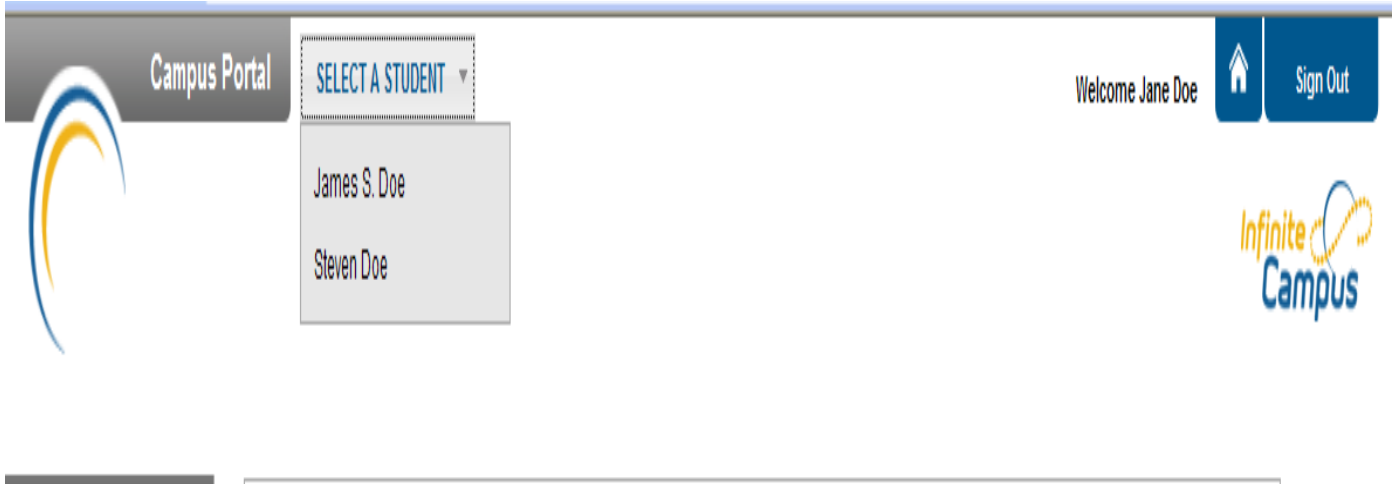 Campus Portal
SELECT A STUDENT
Welcome Jane Doe
Sign Out
James S. Doe
Steven Doe
Infinite
Campus